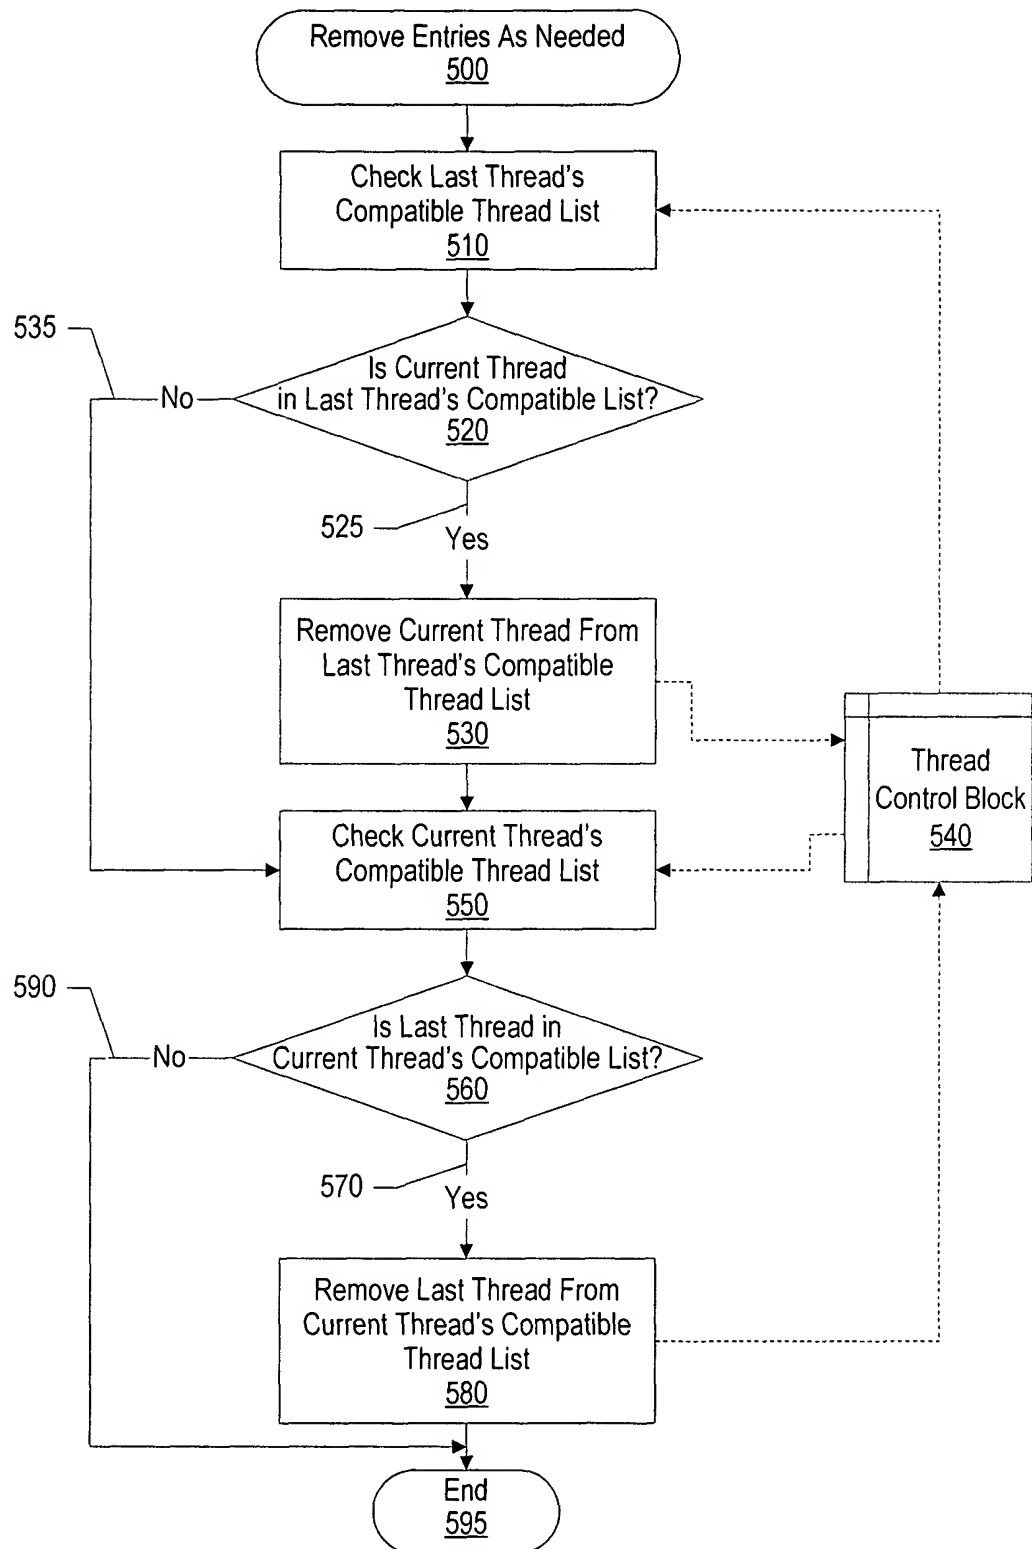 Remove Entries As Needed
500
Check Last Thread's
Compatible Thread List
510
535
No
Is Current Thread
in Last Thread's Compatible List?
520
525
Yes
Remove Current Thread From
Last Thread's Compatible
Thread List
530
Thread
Control Block
540
Check Current Thread's
Compatible Thread List
550
590
No
Is Last Thread in
Current Thread's Compatible List?
560
570
Yes
Remove Last Thread From
Current Thread's Compatible
Thread List
580
End
595